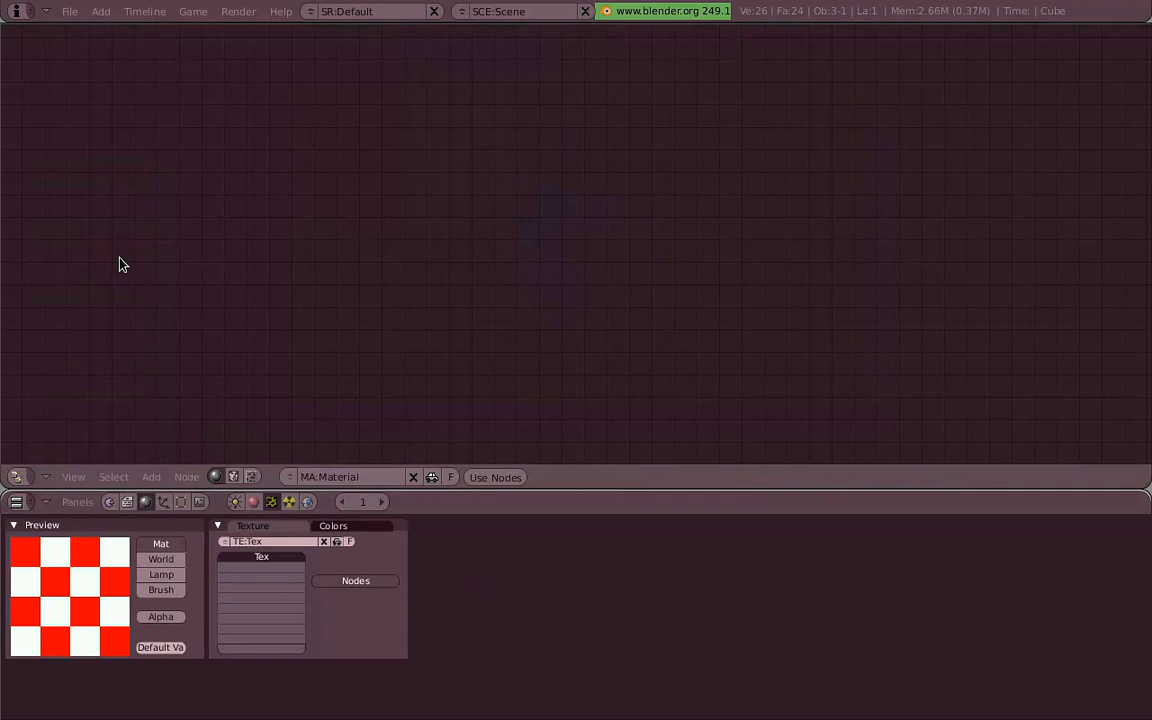 File Add Timeline Game Render Help SR:Default SCE:Scene www.blender.org 249.1 Ve:26 | Fa:24 | Ob:3-1 | La:1 | Mem:2.66M (0.37M) | Time: | Cube
View Select Add Node MA:Material F Use Nodes
Panels 1
Preview
Mat
World
Lamp
Brush
Alpha
Default Va
Texture Colors
TE:Tex F
Tex
Nodes